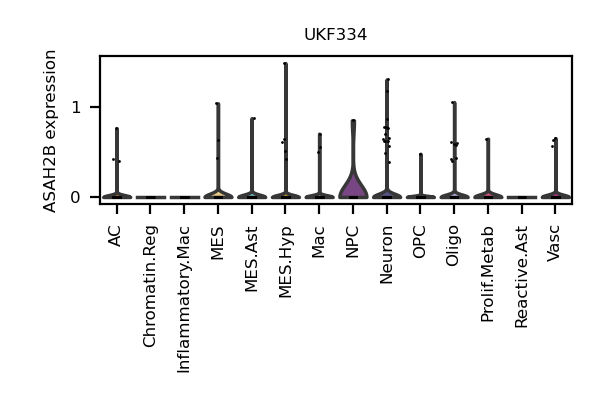 UKF334
ASAH2B expression
1
0
AC
Chromatin.Reg
Inflammatory.Mac
MES
MES.Ast
MES.Hyp
Mac
NPC
Neuron
OPC
Oligo
Prolif.Metab
Reactive.Ast
Vasc